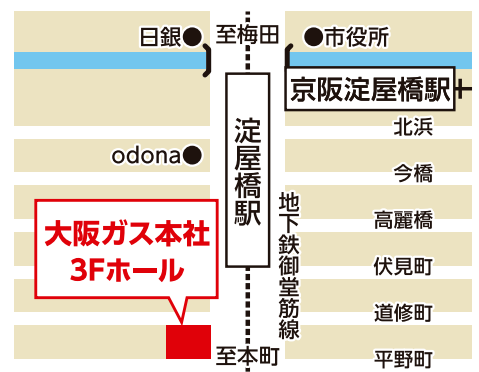 日銀●
至梅田
●市役所
京阪淀屋橋駅
北浜
odona●
淀屋橋駅
今橋
地下鉄御堂筋線
高麗橋
大阪ガス本社
3Fホール
伏見町
道修町
至本町
平野町